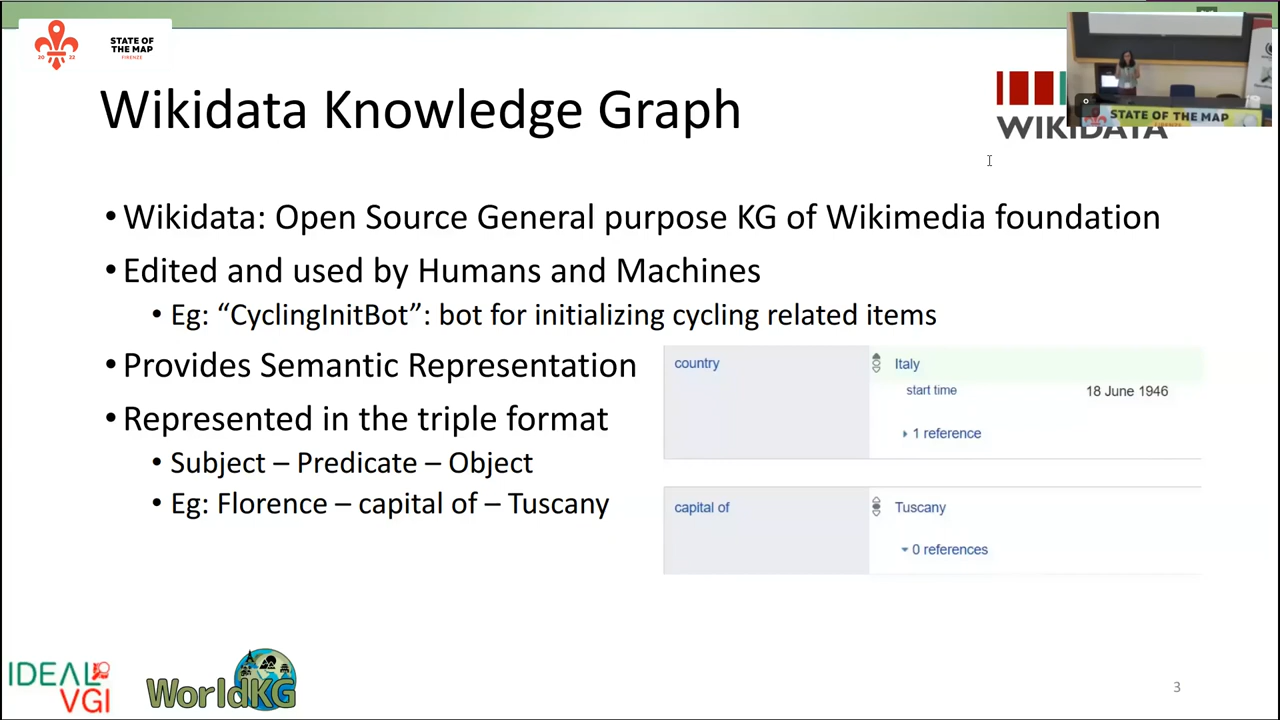 20 22
STATE OF
THE MAP
FIRENZE
Wikidata Knowledge Graph
WIKIDATA
STATE OF THE MAP
FIRENZE
• Wikidata: Open Source General purpose KG of Wikimedia foundation
• Edited and used by Humans and Machines
• Eg: “CyclingInitBot”: bot for initializing cycling related items
• Provides Semantic Representation
• Represented in the triple format
• Subject – Predicate – Object
• Eg: Florence – capital of – Tuscany
country Italy
start time 18 June 1946
1 reference
capital of Tuscany
0 references
IDEAL
VGI
WorldKG
3